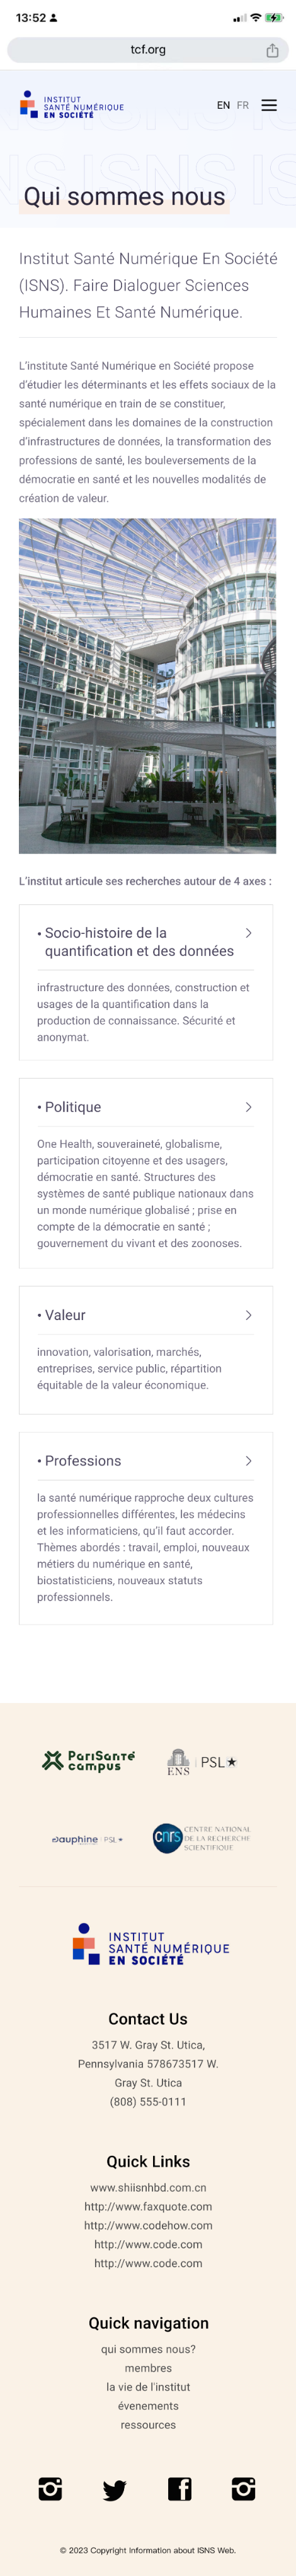 13:52
tcf.org
INSTITUT
SANTÉ NUMÉRIQUE
EN SOCIÉTÉ
EN FR
Qui sommes nous
Institut Santé Numérique En Société
(ISNS). Faire Dialoguer Sciences
Humaines Et Santé Numérique.
L'institute Santé Numérique en Société propose
d'étudier les déterminants et les effets sociaux de la
santé numérique en train de se constituer,
spécialement dans les domaines de la construction
d'infrastructures de données, la transformation des
professions de santé, les bouleversements de la
démocratie en santé et les nouvelles modalités de
création de valeur.
L'institut articule ses recherches autour de 4 axes :
• Socio-histoire de la
quantification et des données
infrastructure des données, construction et
usages de la quantification dans la
production de connaissance. Sécurité et
anonymat.
• Politique
One Health, souveraineté, globalisme,
participation citoyenne et des usagers,
démocratie en santé. Structures des
systèmes de santé publique nationaux dans
un monde numérique globalisé ; prise en
compte de la démocratie en santé ;
gouvernement du vivant et des zoonoses.
• Valeur
innovation, valorisation, marchés,
entreprises, service public, répartition
équitable de la valeur économique.
• Professions
la santé numérique rapproche deux cultures
professionnelles différentes, les médecins
et les informaticiens, qu'il faut accorder.
Thèmes abordés : travail, emploi, nouveaux
métiers du numérique en santé,
biostatisticiens, nouveaux statuts
professionnels.
PariSanté
campus
ENS | PSL★
Dauphine | PSL★
cnrs
CENTRE NATIONAL
DE LA RECHERCHE
SCIENTIFIQUE
INSTITUT
SANTÉ NUMÉRIQUE
EN SOCIÉTÉ
Contact Us
3517 W. Gray St. Utica,
Pennsylvania 578673517 W.
Gray St. Utica
(808) 555-0111
Quick Links
www.shiisnhbd.com.cn
http://www.faxquote.com
http://www.codehow.com
http://www.code.com
http://www.code.com
Quick navigation
qui sommes nous?
membres
la vie de l'institut
évenements
ressources
© 2023 Copyright Information about ISNS Web.